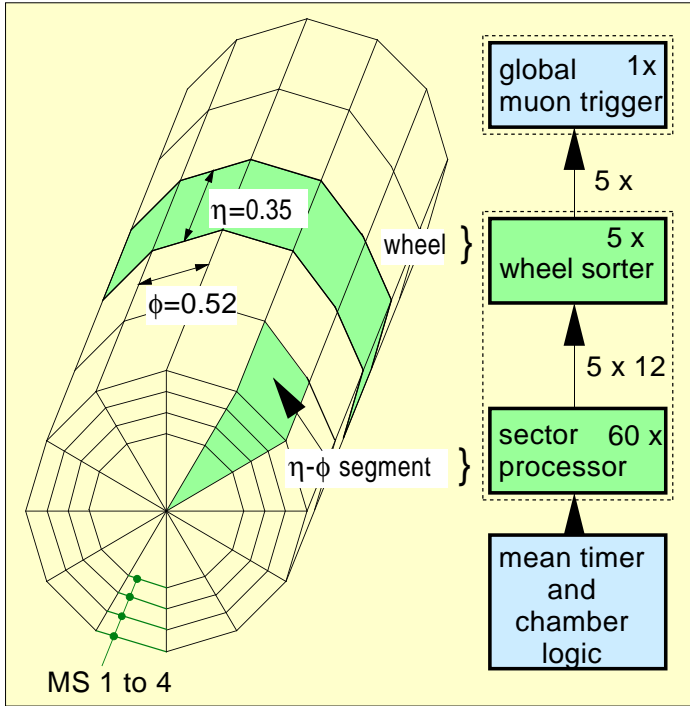 global 1x
muon trigger
5 x
η=0.35
wheel }
5 x
wheel sorter
ϕ=0.52
5 x 12
η-ϕ segment }
sector 60 x
processor
mean timer
and
chamber
logic
MS 1 to 4